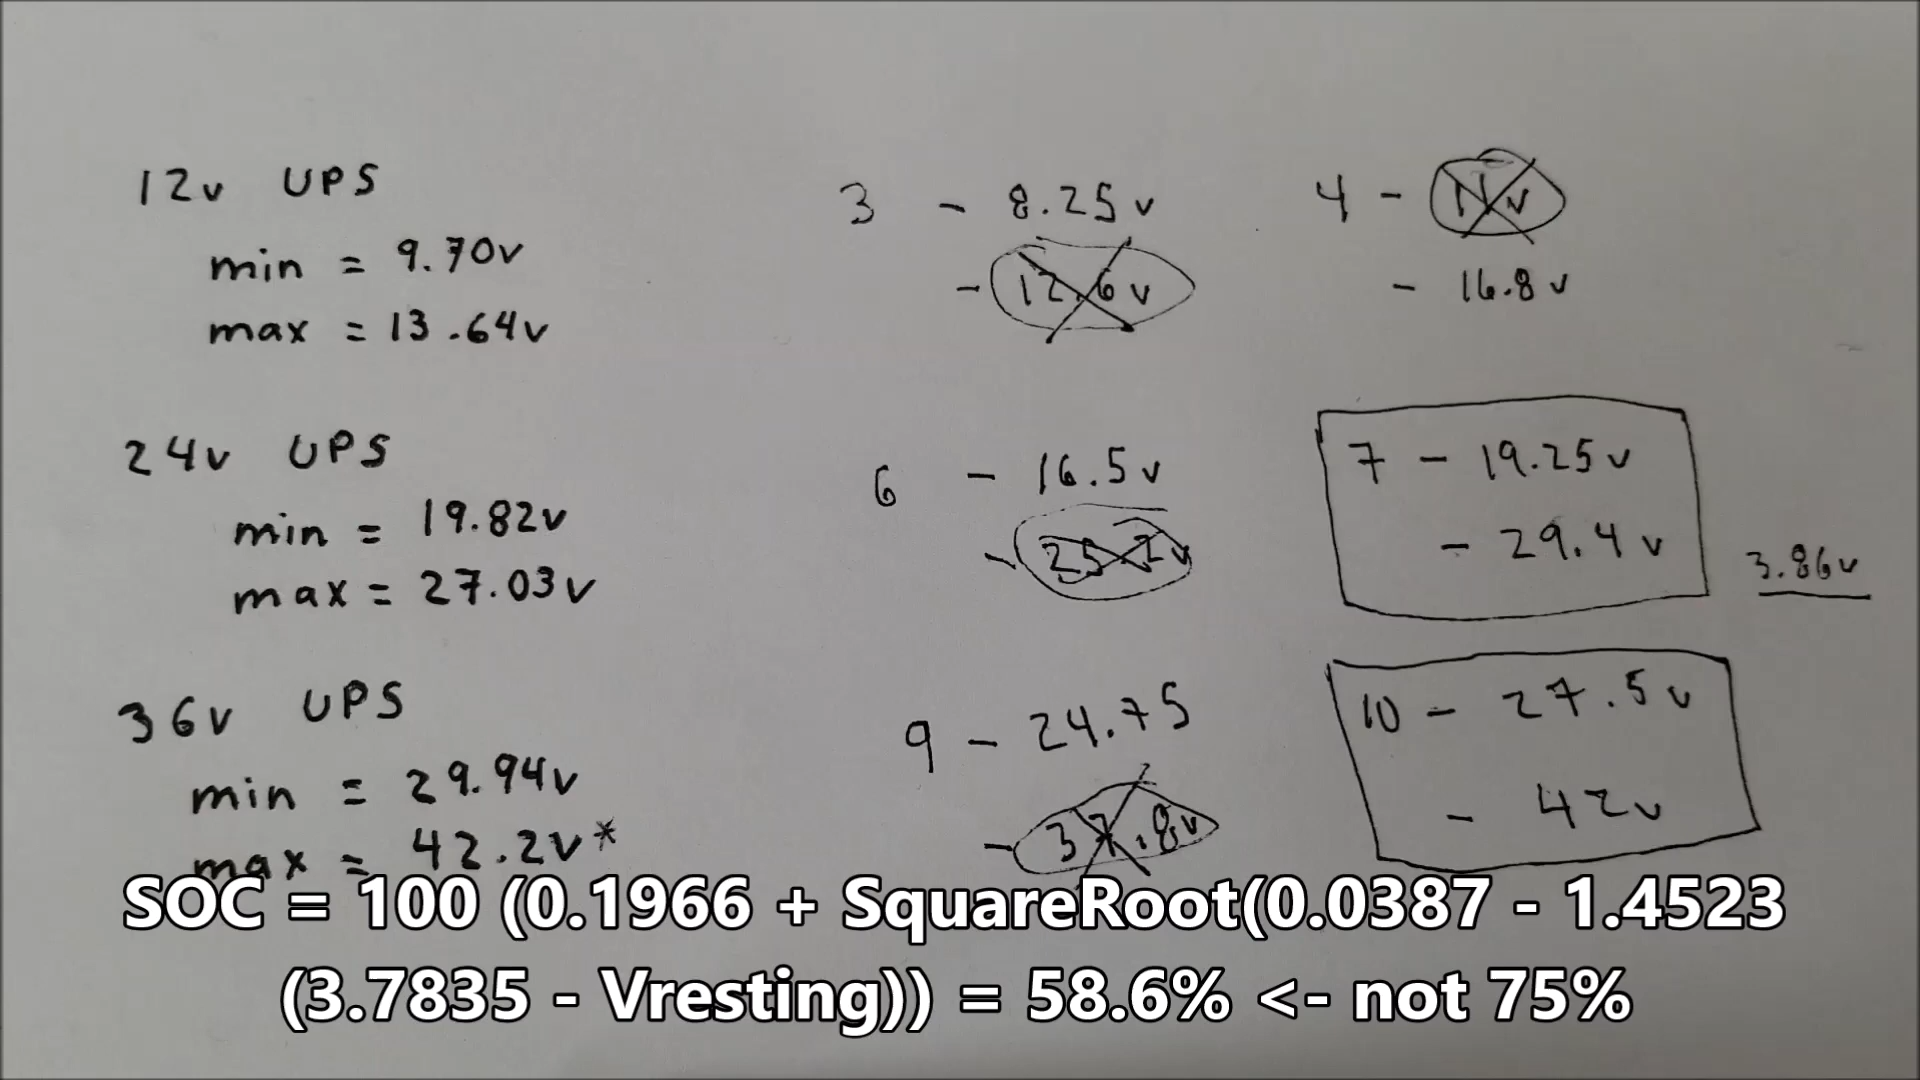 12v UPS
min = 9.70v
max = 13.64v
3 - 8.25v
- 12.6v
4 - 11v
- 16.8v
24v UPS
min = 19.82v
max = 27.03v
6 - 16.5v
- 25.2v
7 - 19.25v
- 29.4v
3.86v
36v UPS
min = 29.94v
max = 42.2v*
9 - 24.75
- 37.8v
10 - 27.5v
- 42v
SOC = 100 (0.1966 + SquareRoot(0.0387 - 1.4523
(3.7835 - Vresting)) = 58.6% <- not 75%